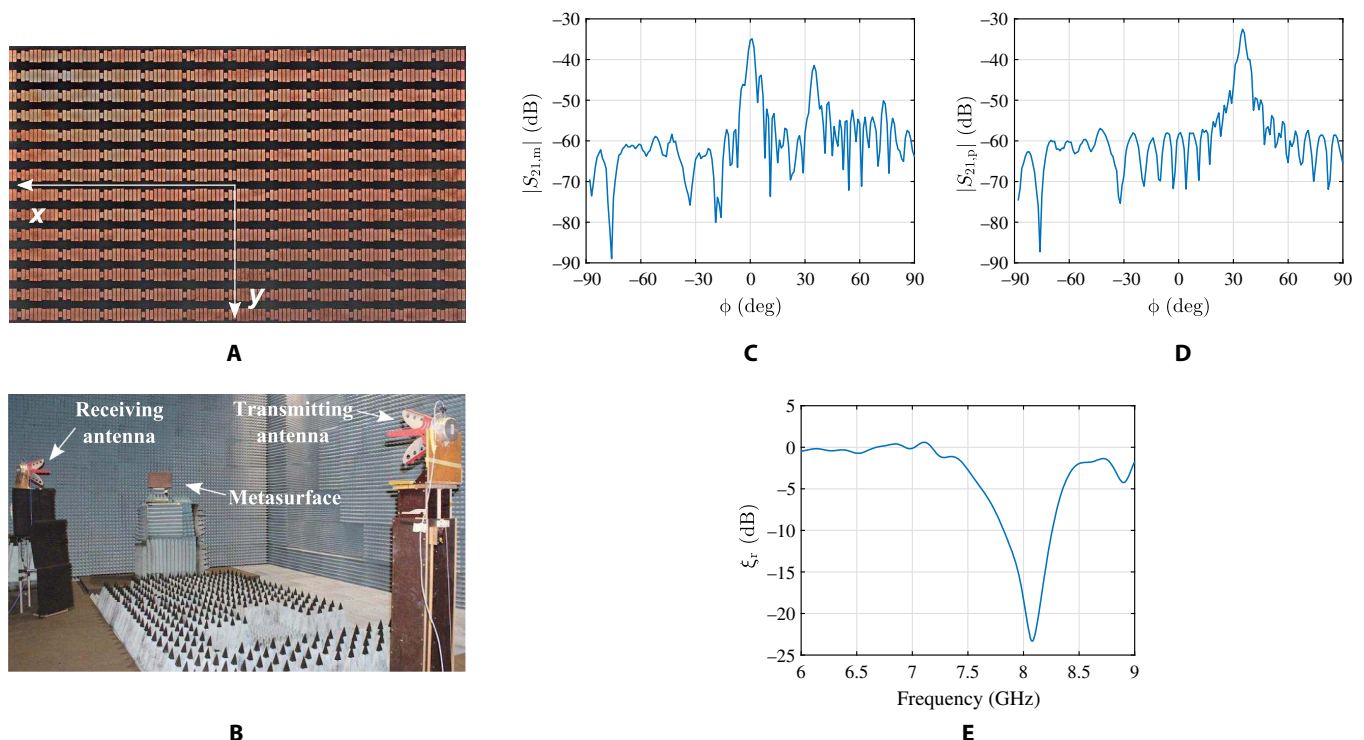 x
y
A
Receiving
antenna
Transmitting
antenna
Metasurface
B
−30
−40
−50
−60
−70
−80
−90
|S21,m| (dB)
−90 −60 −30 0 30 60 90
ϕ (deg)
C
−30
−40
−50
−60
−70
−80
−90
|S21,p| (dB)
−90 −60 −30 0 30 60 90
ϕ (deg)
D
5
0
−5
−10
−15
−20
−25
ξr (dB)
6 6.5 7 7.5 8 8.5 9
Frequency (GHz)
E